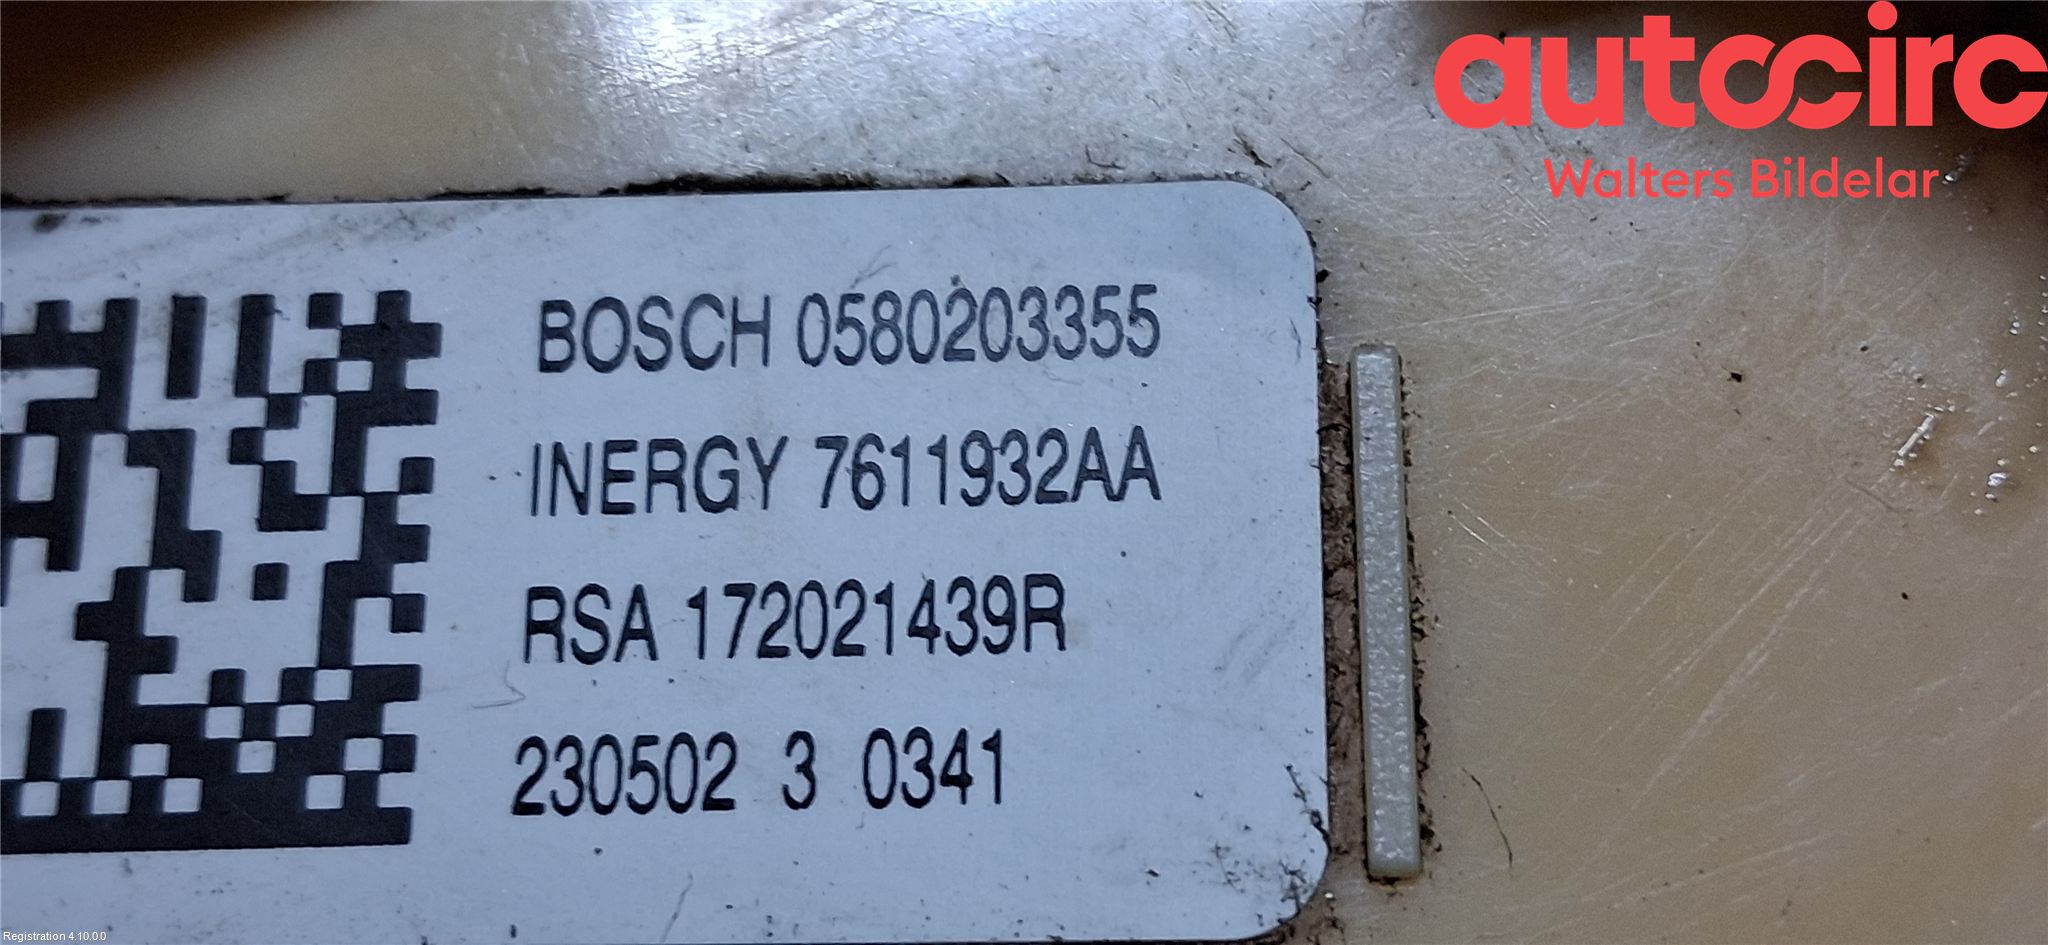 autocirc
Walters Bildelar
BOSCH 0580203355
INERGY 7611932AA
RSA 172021439R
230502 3 0341
Registration 4.10.0.0